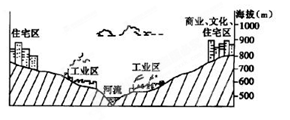 海拔(m)
商业、文化、
住宅区
住宅区
1000
900
800
700
600
500
工业区
工业区
河流